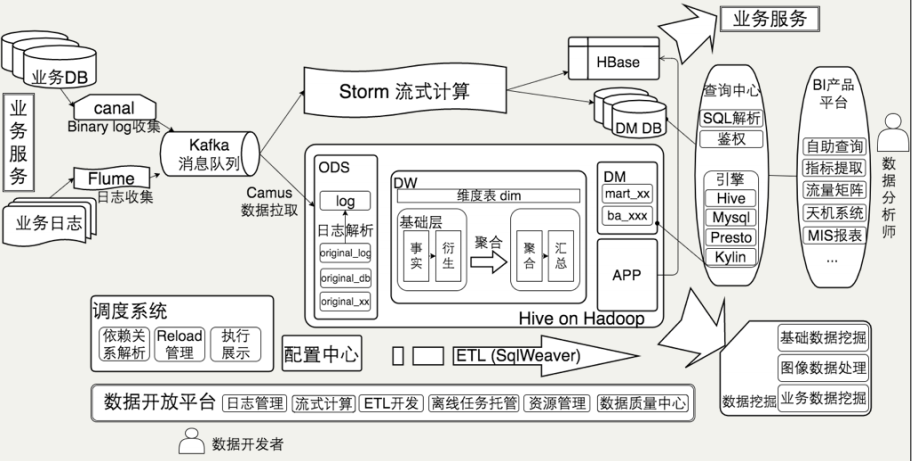 业务服务
业务DB
业务服务
canal
Binary log收集
Kafka
消息队列
Flume
日志收集
业务日志
Camus
数据拉取
Storm 流式计算
HBase
DM DB
ODS
log
日志解析
original_log
original_db
original_xx
DW
维度表 dim
基础层
事实
衍生
聚合
聚合
汇总
DM
mart_xx
ba_xxx
APP
Hive on Hadoop
查询中心
SQL解析
鉴权
引擎
Hive
Mysql
Presto
Kylin
BI产品
平台
自助查询
指标提取
流量矩阵
天机系统
MIS报表
...
数据分析师
调度系统
依赖关
系解析
Reload
管理
执行
展示
配置中心
ETL (SqlWeaver)
数据挖掘
基础数据挖掘
图像数据处理
业务数据挖掘
数据开放平台
日志管理
流式计算
ETL开发
离线任务托管
资源管理
数据质量中心
数据开发者